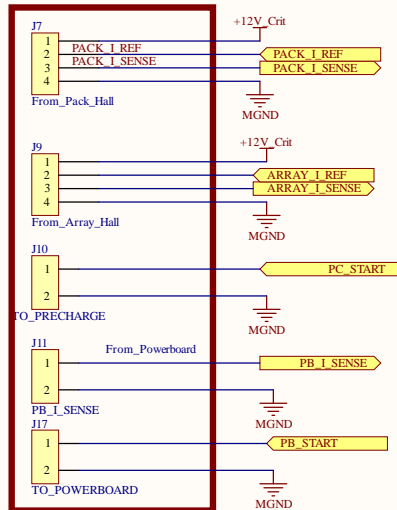 J7
+12V_Crit
1
2 PACK_I_REF PACK_I_REF
3 PACK_I_SENSE PACK_I_SENSE
4
From_Pack_Hall
MGND
J9
+12V_Crit
1
2 ARRAY_I_REF
3 ARRAY_I_SENSE
4
From_Array_Hall
MGND
J10
1 PC_START
2
TO_PRECHARGE
MGND
J11
From_Powerboard
1 PB_I_SENSE
2
PB_I_SENSE
MGND
J17
1 PB_START
2
TO_POWERBOARD
MGND